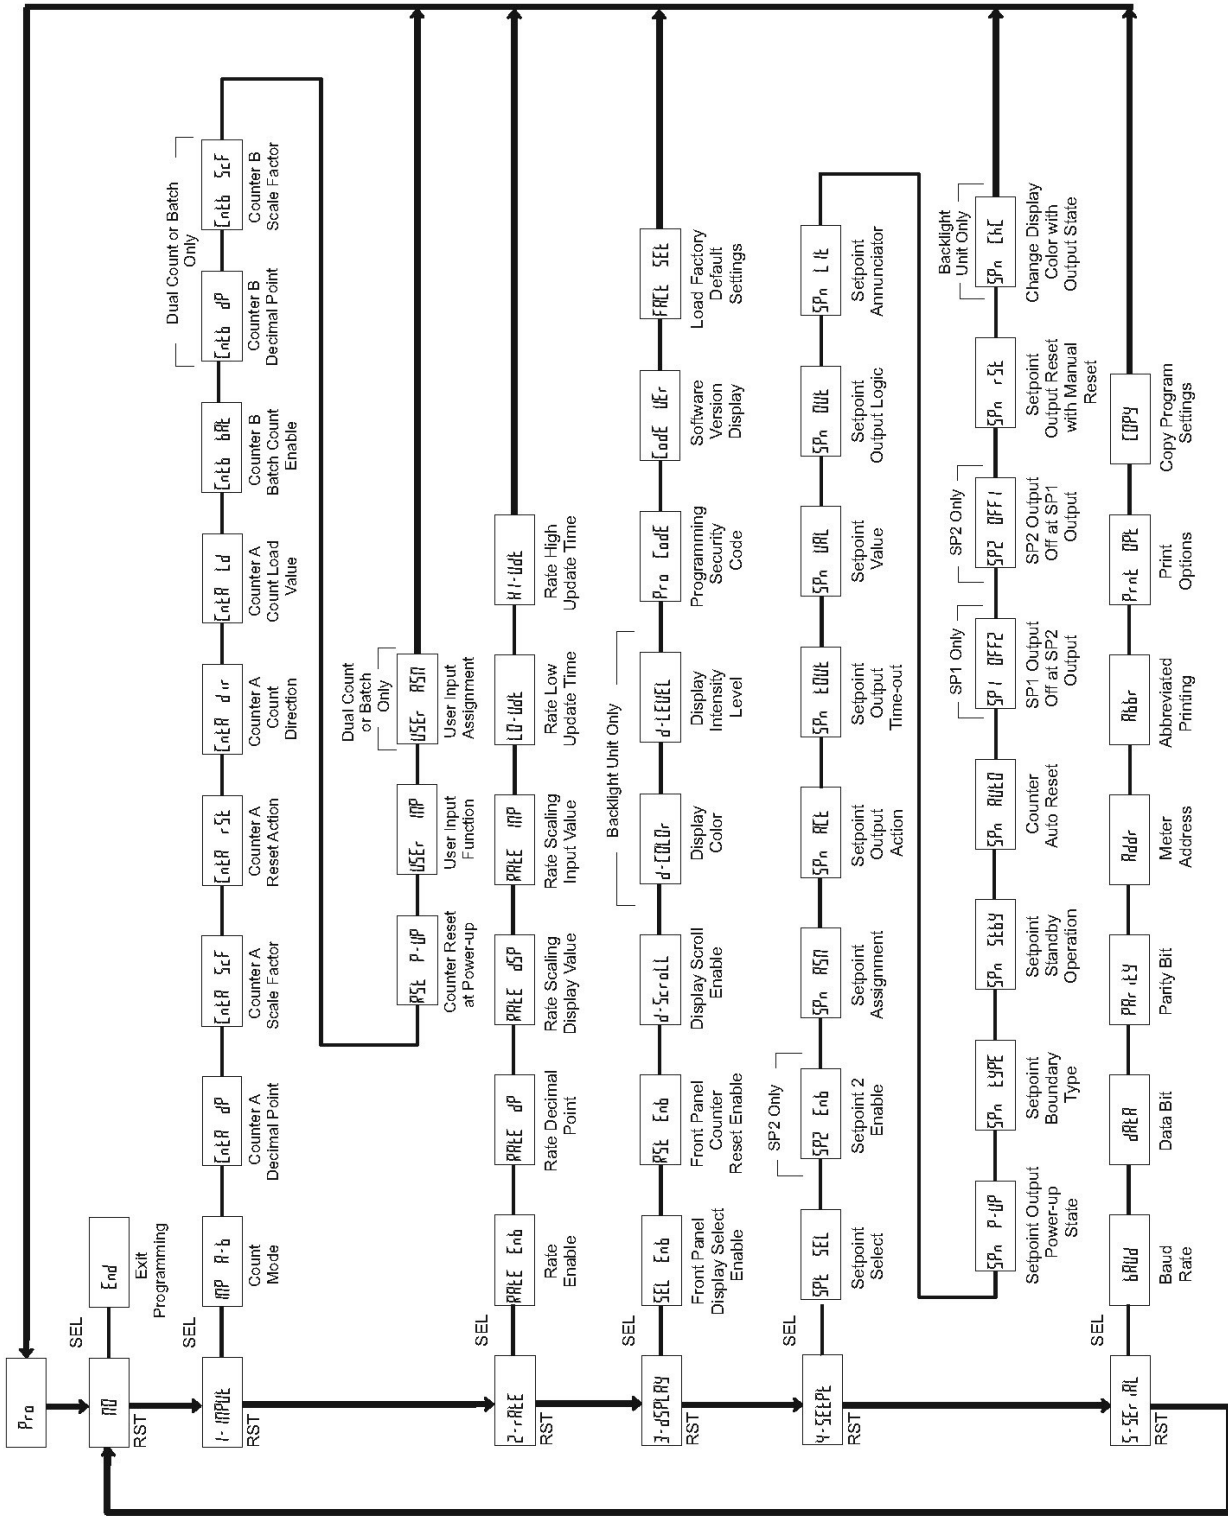 Pro
NO
RST
SEL
End
Exit
Programming
1-INPUt
RST
SEL
INP A-b
Count
Mode
CntA dP
Counter A
Decimal Point
CntA ScF
Counter A
Scale Factor
CntA rSt
Counter A
Reset Action
CntA dir
Counter A
Count
Direction
CntA Ld
Counter A
Count Load
Value
Cntb bAt
Counter B
Batch Count
Enable
Dual Count or Batch
Only
Cntb dP
Counter B
Decimal Point
Cntb ScF
Counter B
Scale Factor
RSt P-UP
Counter Reset
at Power-up
USEr INP
User Input
Function
Dual Count
or Batch
Only
USEr ASN
User Input
Assignment
2-rAtE
RST
SEL
RAtE Enb
Rate
Enable
RAtE dP
Rate Decimal
Point
RAtE dSP
Rate Scaling
Display Value
RAtE INP
Rate Scaling
Input Value
LO-Udt
Rate Low
Update Time
HI-Udt
Rate High
Update Time
3-dSPLAY
RST
SEL
SEL Enb
Front Panel
Display Select
Enable
RSt Enb
Front Panel
Counter
Reset Enable
d-Scroll
Display Scroll
Enable
Backlight Unit Only
d-COLOr
Display
Color
d-LEVEL
Display
Intensity
Level
Pro CodE
Programming
Security
Code
CodE VEr
Software
Version
Display
FACt SEt
Load Factory
Default
Settings
4-SEtPt
RST
SEL
SPt SEL
Setpoint
Select
SP2 Only
SP2 Enb
Setpoint 2
Enable
SPn ASN
Setpoint
Assignment
SPn ACt
Setpoint
Output
Action
SPn tOUt
Setpoint
Output
Time-out
SPn VAL
Setpoint
Value
SPn OUt
Setpoint
Output Logic
SPn Lit
Setpoint
Annunciator
SPn P-UP
Setpoint Output
Power-up
State
SPn tYPE
Setpoint
Boundary
Type
SPn Stby
Setpoint
Standby
Operation
SPn AUtO
Counter
Auto Reset
SP1 Only
SP1 OFF2
SP1 Output
Off at SP2
Output
SP2 Only
SP2 OFF1
SP2 Output
Off at SP1
Output
SPn rSt
Setpoint
Output Reset
with Manual
Reset
Backlight
Unit Only
SPn ChC
Change Display
Color with
Output State
5-SEriAL
RST
SEL
bAUd
Baud
Rate
dAtA
Data Bit
PAritY
Parity Bit
Addr
Meter
Address
Abbr
Abbreviated
Printing
Prnt OPt
Print
Options
COPY
Copy Program
Settings